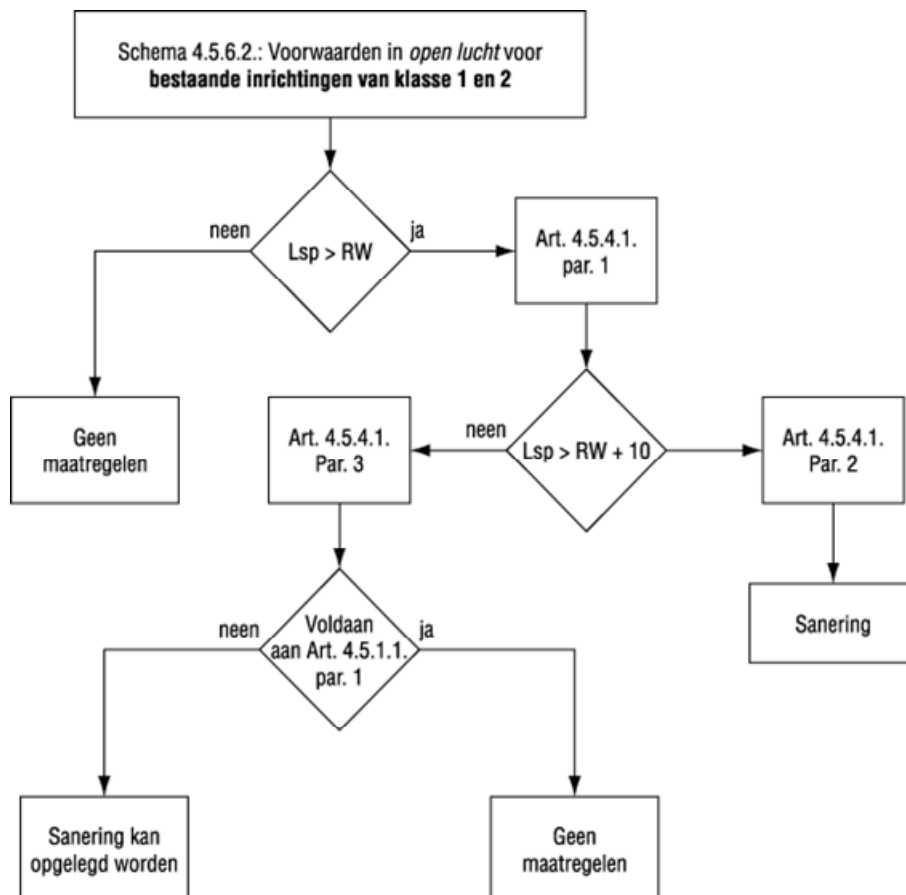 Schema 4.5.6.2.: Voorwaarden in open lucht voor
bestaande inrichtingen van klasse 1 en 2
neen
Lsp > RW
ja
Art. 4.5.4.1.
par. 1
Geen
maatregelen
Art. 4.5.4.1.
Par. 3
neen
Lsp > RW + 10
Art. 4.5.4.1.
Par. 2
neen
Voldaan
aan Art. 4.5.1.1.
par. 1
ja
Sanering
Sanering kan
opgelegd worden
Geen
maatregelen